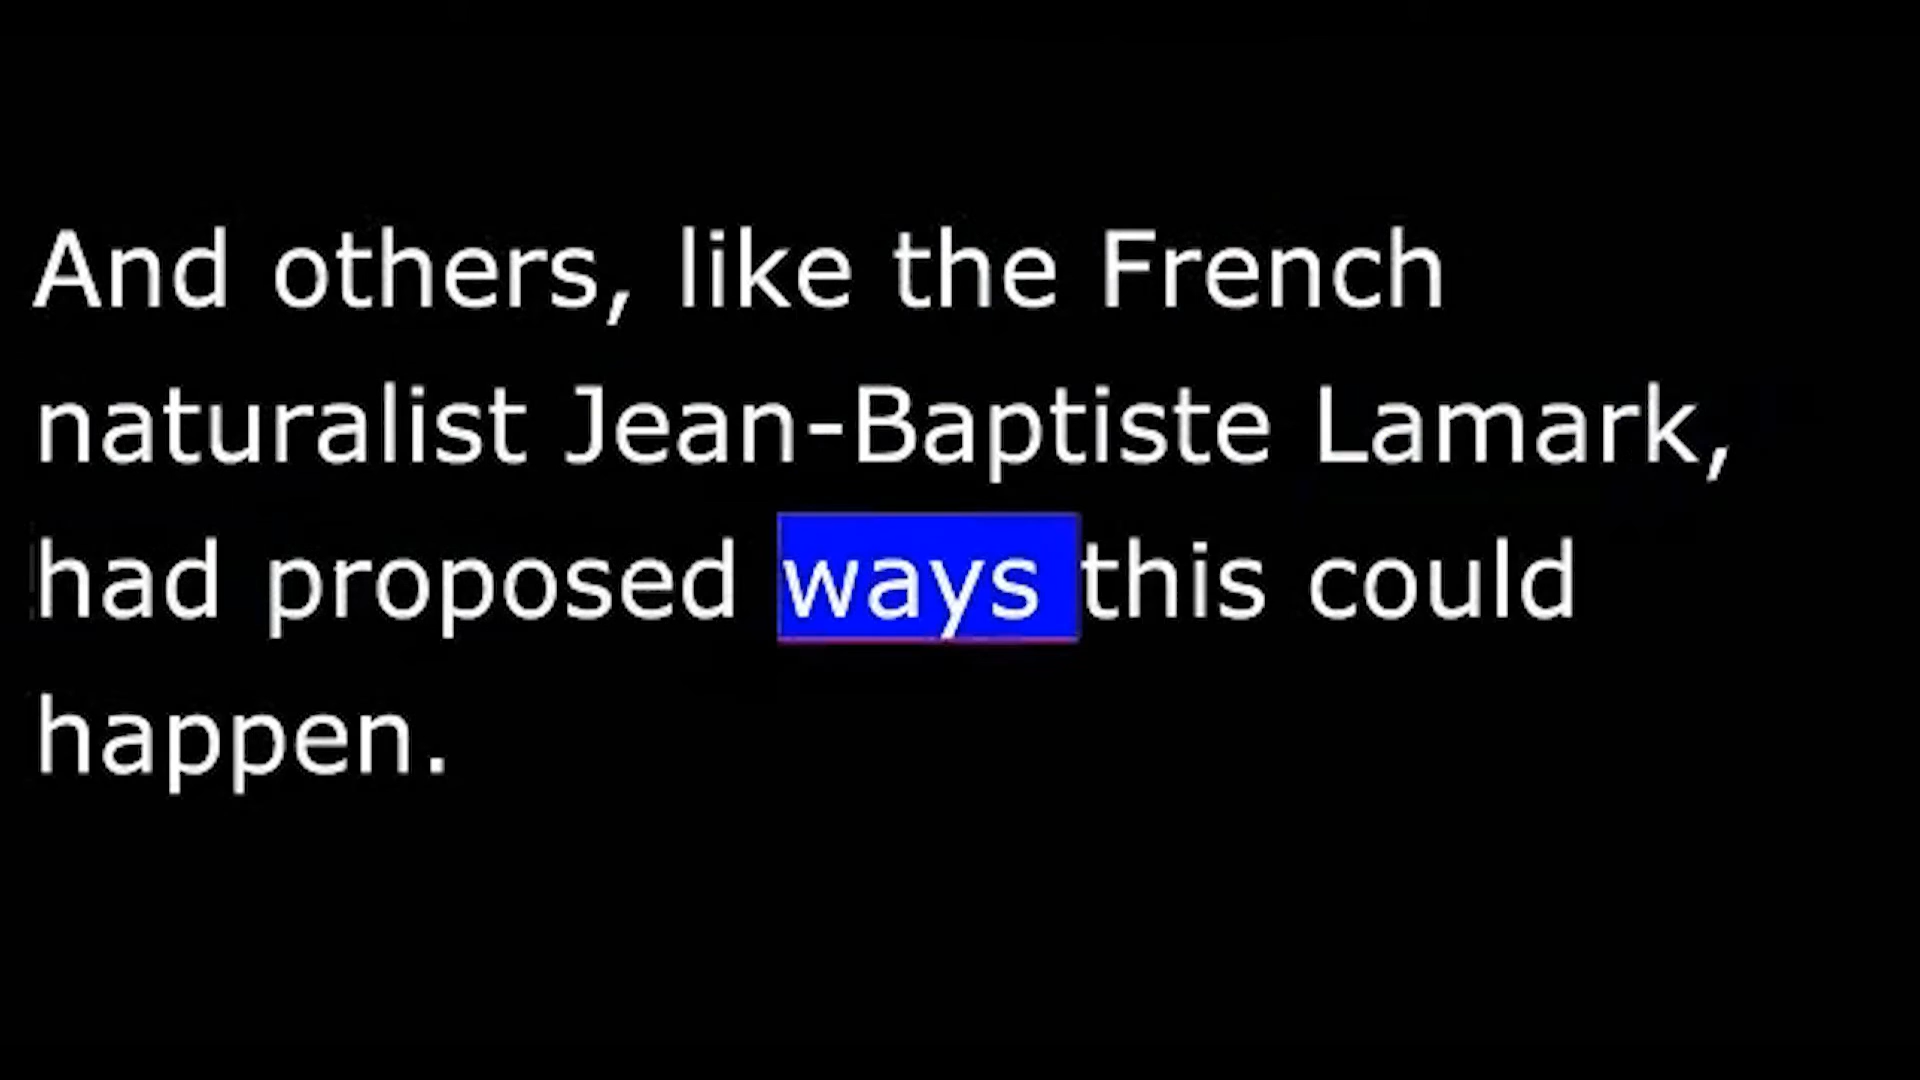 And others, like the French
naturalist Jean-Baptiste Lamark,
had proposed ways this could
happen.